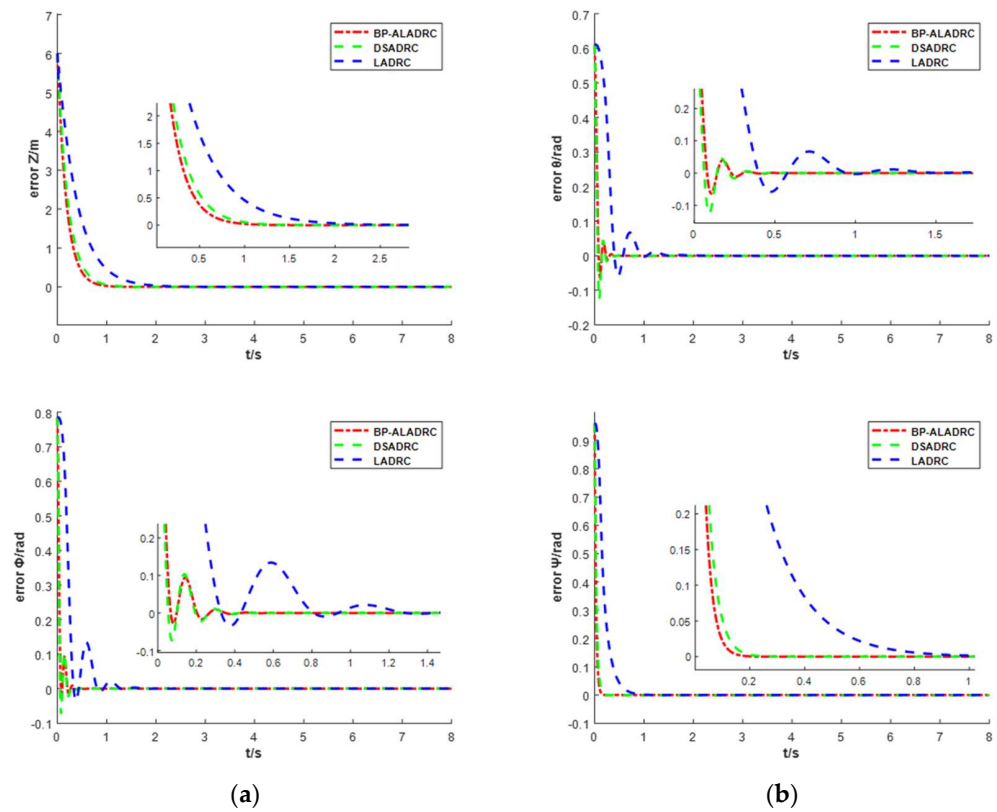 7
6
5
4
3
2
1
0
error Z/m
BP-ALADRC
DSADRC
LADRC
2
1.5
1
0.5
0
0.5 1 1.5 2 2.5
0 1 2 3 4 5 6 7 8
t/s
0.7
0.6
0.5
0.4
0.3
0.2
0.1
0
-0.1
-0.2
error θ/rad
BP-ALADRC
DSADRC
LADRC
0.2
0.1
0
-0.1
0 0.5 1 1.5
0 1 2 3 4 5 6 7 8
t/s
0.8
0.7
0.6
0.5
0.4
0.3
0.2
0.1
0
-0.1
error Φ/rad
BP-ALADRC
DSADRC
LADRC
0.2
0.1
0
-0.1
0 0.2 0.4 0.6 0.8 1 1.2 1.4
0 1 2 3 4 5 6 7 8
t/s
0.9
0.8
0.7
0.6
0.5
0.4
0.3
0.2
0.1
0
-0.1
error Ψ/rad
BP-ALADRC
DSADRC
LADRC
0.2
0.15
0.1
0.05
0
0.2 0.4 0.6 0.8 1
0 1 2 3 4 5 6 7 8
t/s
(a) (b)